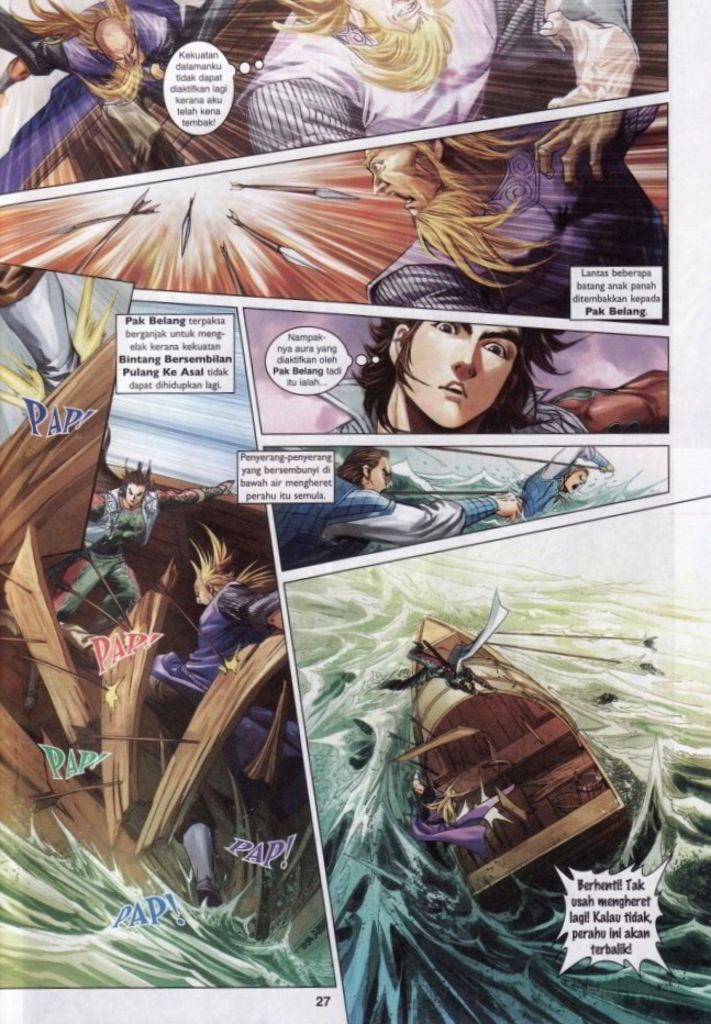 Kekuatan
dalamanku
tidak dapat
diaktifkan lagi
kerana aku
telah kena
tembak!
Lantas beberapa
batang anak panah
ditembakkan kepada
Pak Belang.
Pak Belang terpaksa
berganjak untuk meng-
elak kerana kekuatan
Bintang Bersembilan
Pulang Ke Asal tidak
dapat dihidupkan lagi.
Nampak-
nya aura yang
diaktifkan oleh
Pak Belang tadi
itu ialah...
PAP!
Penyerang-penyerang
yang bersembunyi di
bawah air mengheret
perahu itu semula.
PAP!
PAP!
PAP!
PAP!
Berhenti! Tak
usah mengheret
lagi! Kalau tidak,
perahu ini akan
terbalik!
27